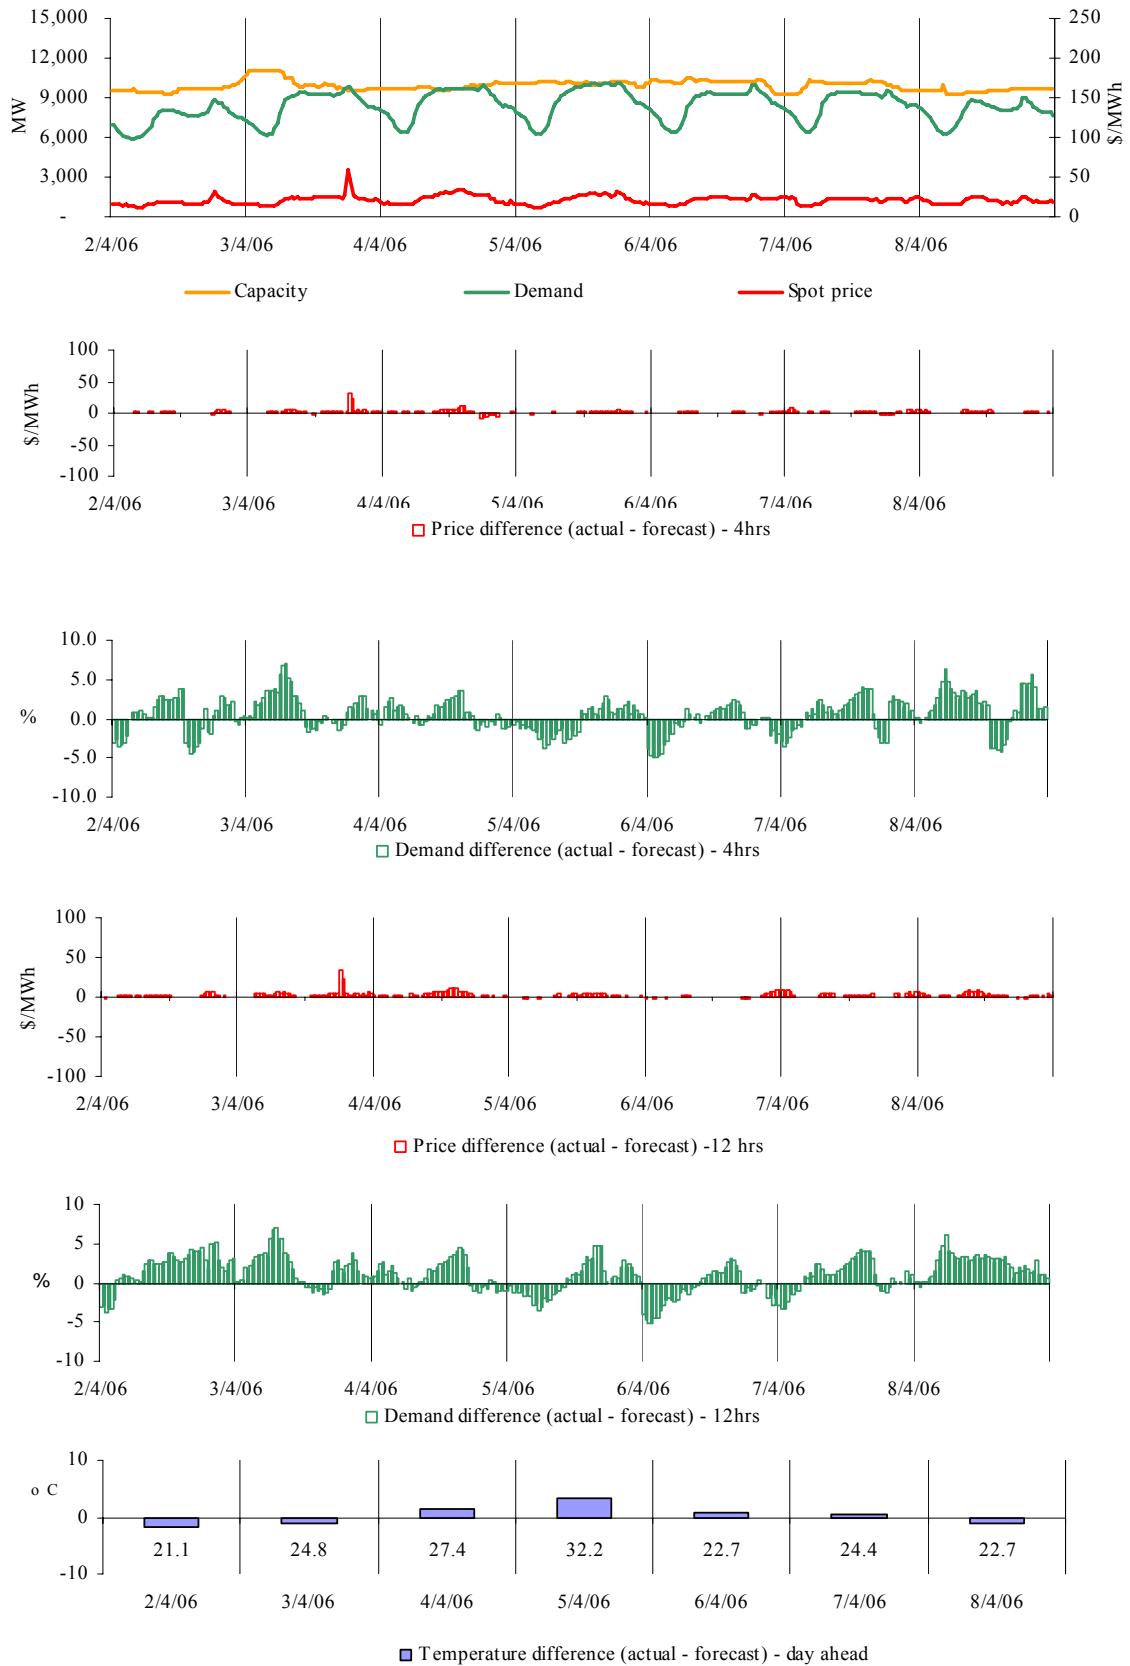 15,000 250
12,000 200
9,000 150
6,000 100
3,000 50
- 0
MW
$/MWh
2/4/06 3/4/06 4/4/06 5/4/06 6/4/06 7/4/06 8/4/06
Capacity Demand Spot price
100
50
0
-50
-100
$/MWh
2/4/06 3/4/06 4/4/06 5/4/06 6/4/06 7/4/06 8/4/06
Price difference (actual - forecast) - 4hrs
10.0
5.0
0.0
-5.0
-10.0
%
2/4/06 3/4/06 4/4/06 5/4/06 6/4/06 7/4/06 8/4/06
Demand difference (actual - forecast) - 4hrs
100
50
0
-50
-100
$/MWh
2/4/06 3/4/06 4/4/06 5/4/06 6/4/06 7/4/06 8/4/06
Price difference (actual - forecast) -12 hrs
10
5
0
-5
-10
%
2/4/06 3/4/06 4/4/06 5/4/06 6/4/06 7/4/06 8/4/06
Demand difference (actual - forecast) - 12hrs
10
0
-10
o C
21.1 24.8 27.4 32.2 22.7 24.4 22.7
2/4/06 3/4/06 4/4/06 5/4/06 6/4/06 7/4/06 8/4/06
Temperature difference (actual - forecast) - day ahead